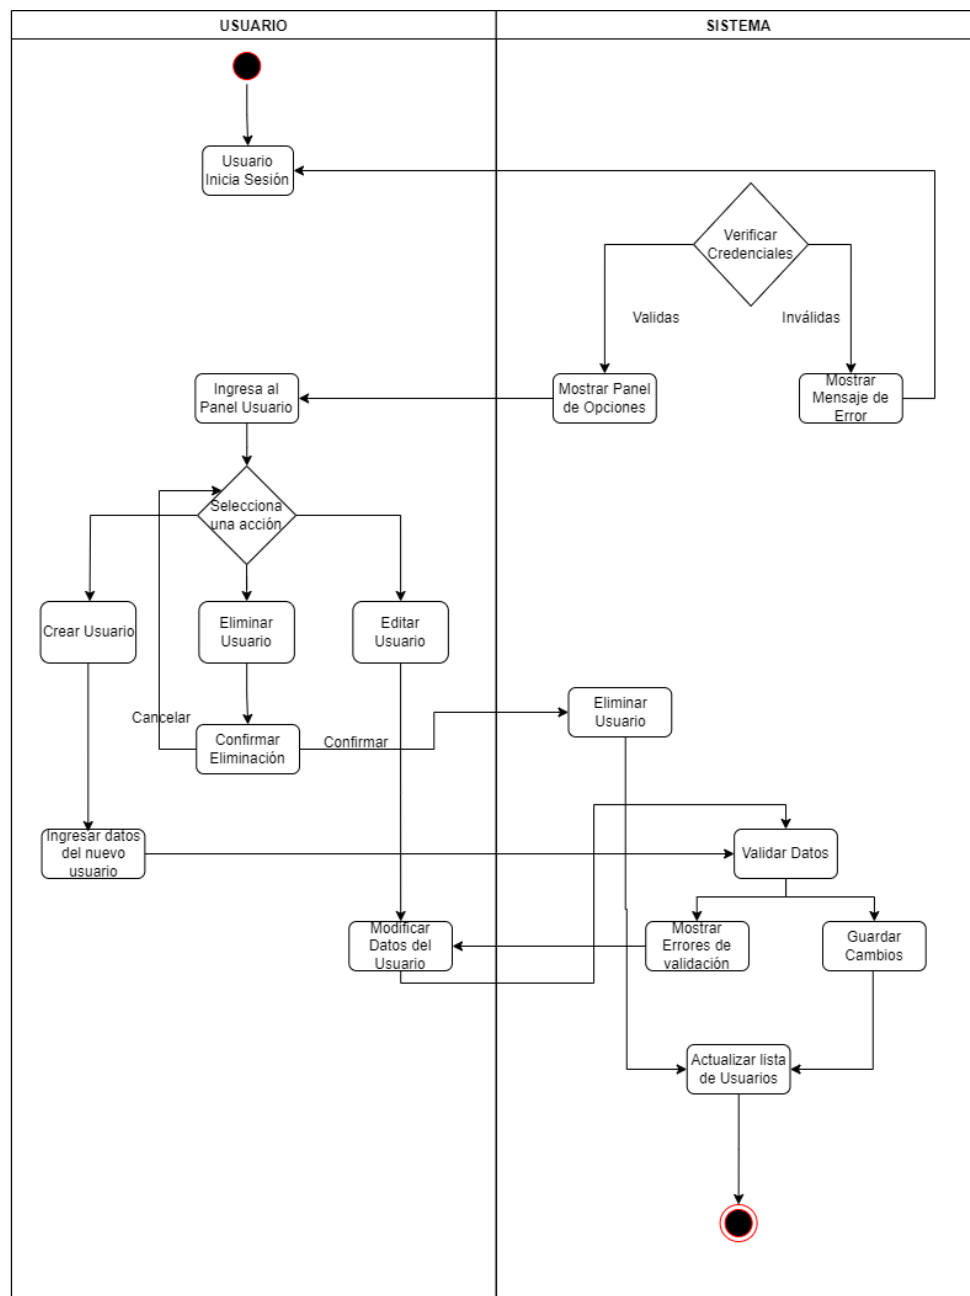 USUARIO
SISTEMA
Usuario
Inicia Sesión
Verificar
Credenciales
Validas
Inválidas
Ingresa al
Panel Usuario
Mostrar Panel
de Opciones
Mostrar
Mensaje de
Error
Selecciona
una acción
Crear Usuario
Eliminar
Usuario
Editar
Usuario
Eliminar
Usuario
Cancelar
Confirmar
Eliminación
Confirmar
Ingresar datos
del nuevo
usuario
Validar Datos
Modificar
Datos del
Usuario
Mostrar
Errores de
validación
Guardar
Cambios
Actualizar lista
de Usuarios